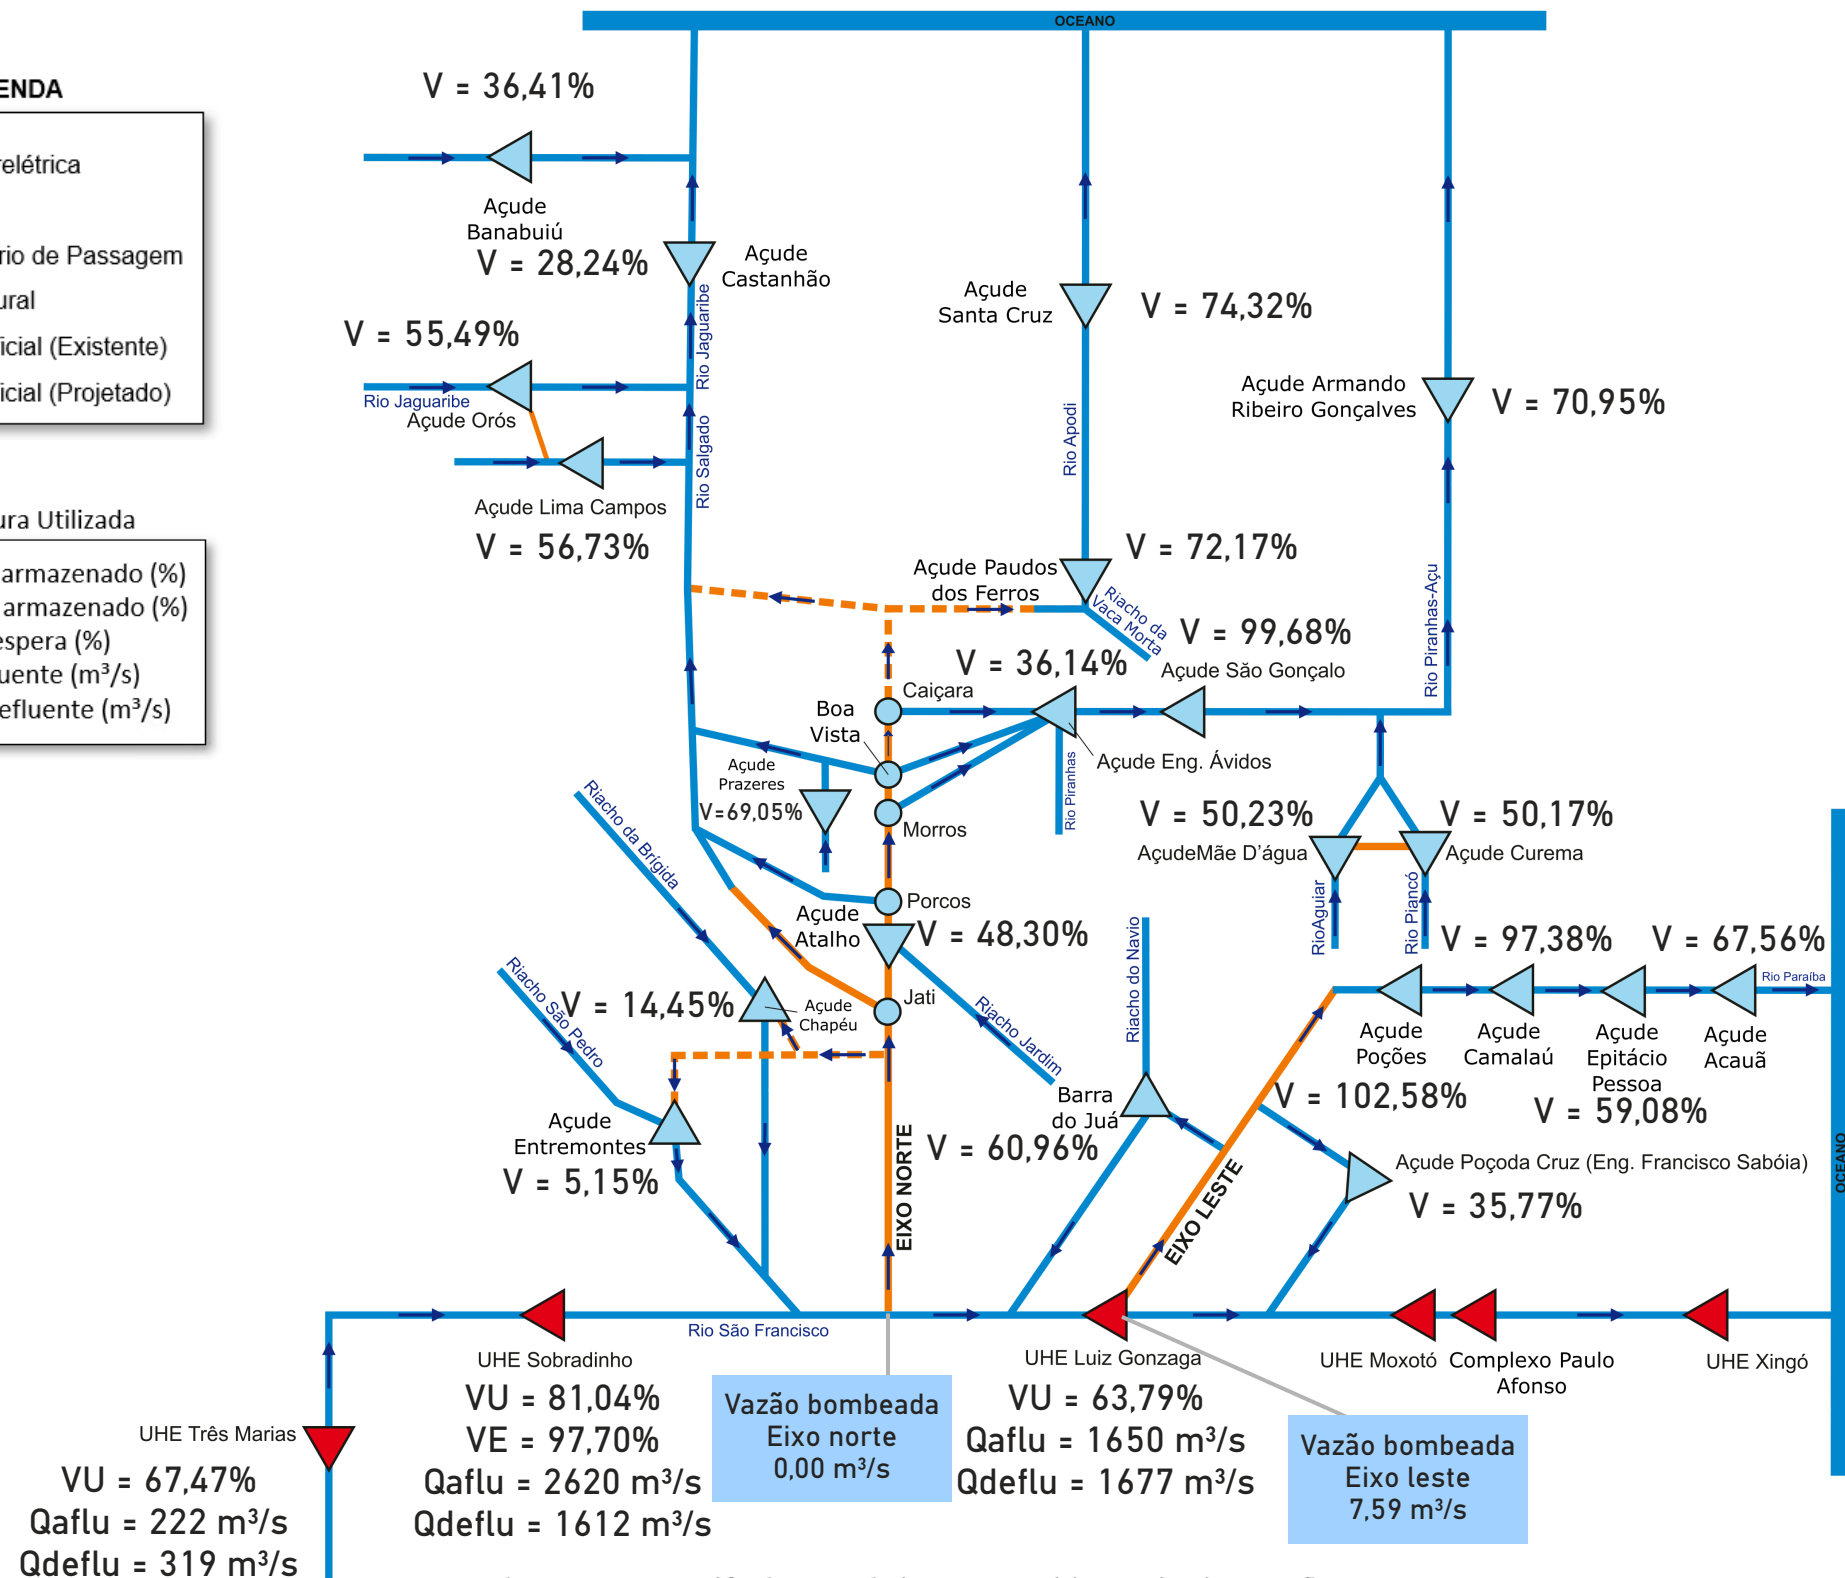 OCEANO
ENDA
relétrica
rio de Passagem
ural
ficial (Existente)
ficial (Projetado)
ura Utilizada
armazenado (%)
armazenado (%)
espera (%)
uente (m³/s)
efluente (m³/s)
V = 36,41%
Açude
Banabuiú
V = 28,24%
Açude
Castanhão
V = 55,49%
Rio Jaguaribe
Açude Orós
Rio Jaguaribe
Rio Salgado
Açude Lima Campos
V = 56,73%
Açude
Santa Cruz
V = 74,32%
Rio Apodi
Açude Armando
Ribeiro Gonçalves
V = 70,95%
V = 72,17%
Açude Paudos
dos Ferros
Riacho da
Vaca Morta
V = 99,68%
Açude São Gonçalo
V = 36,14%
Rio Piranhas-Açu
Caiçara
Boa
Vista
Açude Eng. Ávidos
Rio Piranhas
Açude
Prazeres
V=69,05%
Morros
Riacho da Brígida
V = 50,23%
AçudeMãe D'água
V = 50,17%
Açude Curema
RioAguiar
Rio Piancó
Porcos
Açude
Atalho
V = 48,30%
Riacho do Navio
V = 97,38%
V = 67,56%
Rio Paraíba
Riacho São Pedro
V = 14,45%
Açude
Chapéu
Jati
Riacho Jardim
Açude
Poções
Açude
Camalaú
Açude
Epitácio
Pessoa
Açude
Acauã
V = 102,58%
V = 59,08%
Barra
do Juá
V = 60,96%
Açude
Entremontes
V = 5,15%
EIXO NORTE
EIXO LESTE
Açude Poçoda Cruz (Eng. Francisco Sabóia)
V = 35,77%
OCEANO
Rio São Francisco
UHE Sobradinho
VU = 81,04%
VE = 97,70%
Qaflu = 2620 m³/s
Qdeflu = 1612 m³/s
Vazão bombeada
Eixo norte
0,00 m³/s
UHE Luiz Gonzaga
VU = 63,79%
Qaflu = 1650 m³/s
Qdeflu = 1677 m³/s
Vazão bombeada
Eixo leste
7,59 m³/s
UHE Moxotó
Complexo Paulo
Afonso
UHE Xingó
UHE Três Marias
VU = 67,47%
Qaflu = 222 m³/s
Qdeflu = 319 m³/s